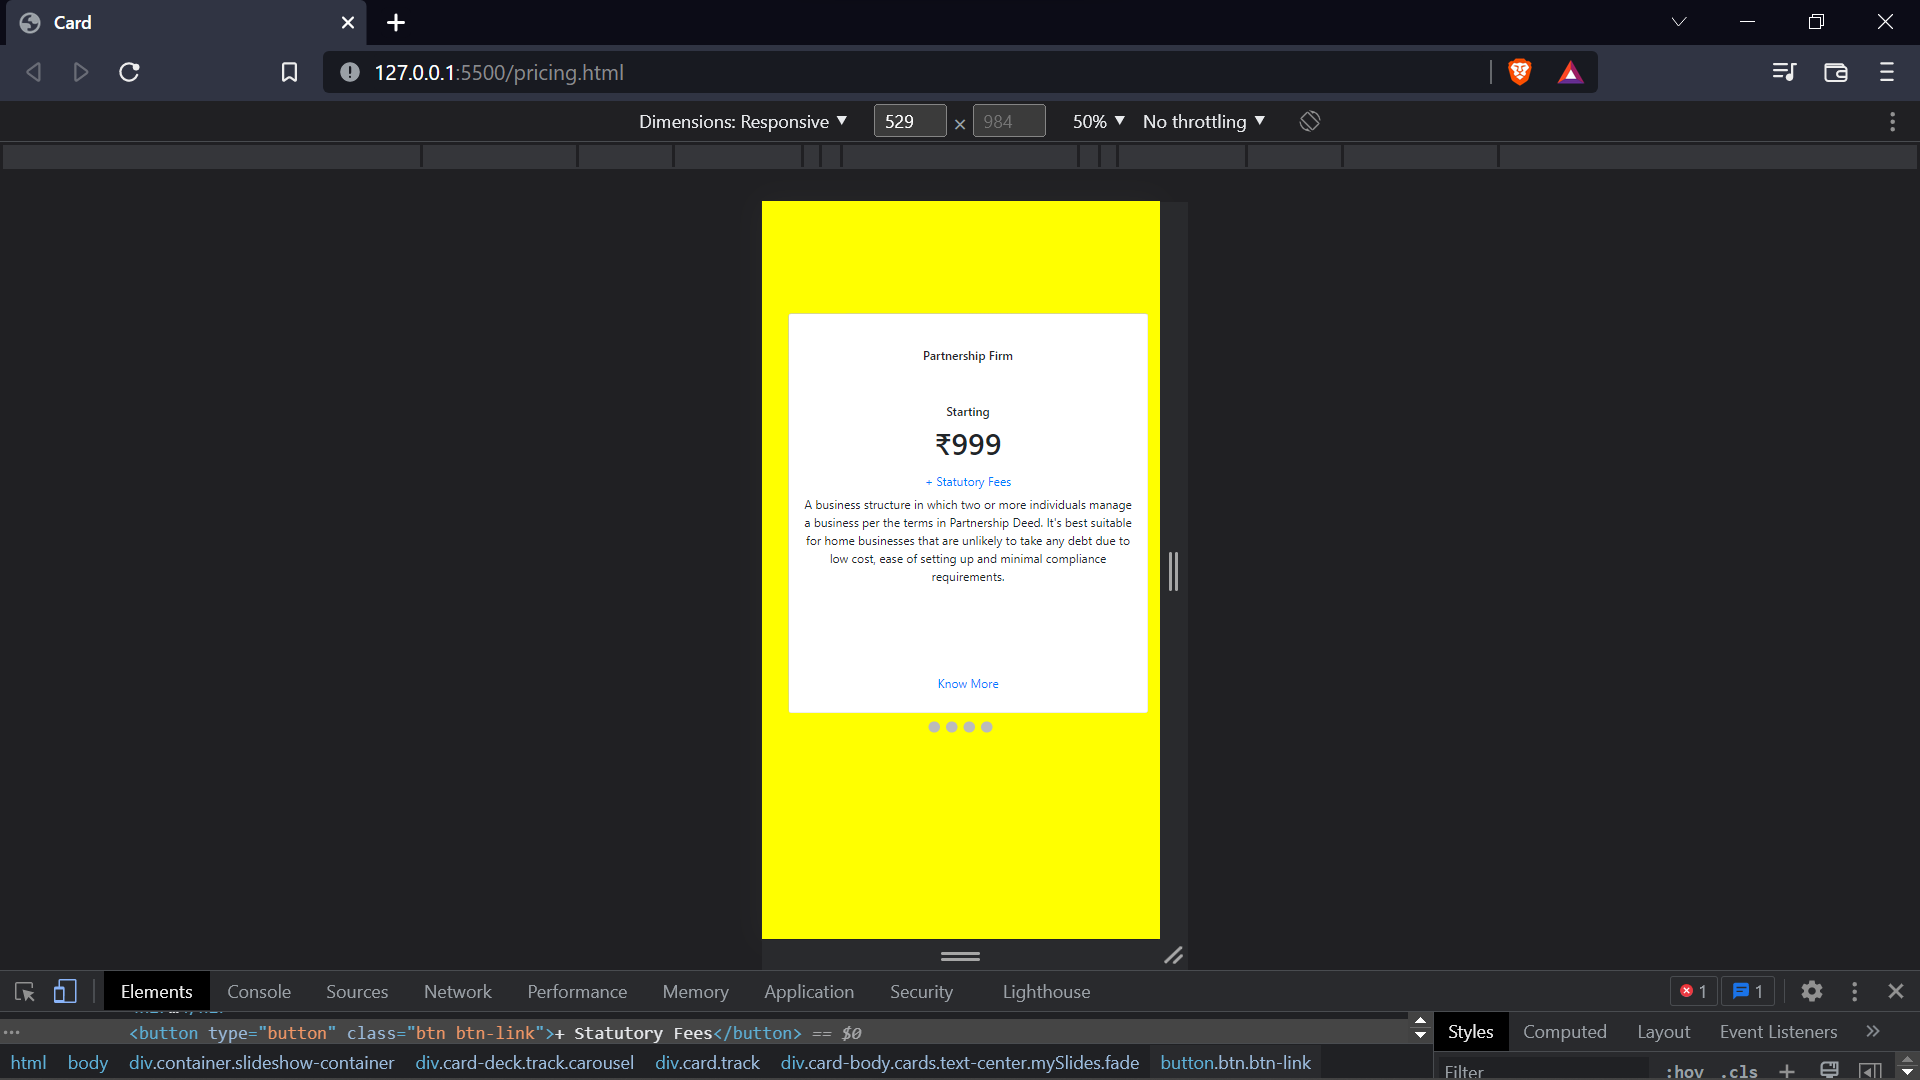 Card
127.0.0.1:5500/pricing.html
Dimensions: Responsive ▼ 529 × 984 50% ▼ No throttling ▼
Partnership Firm
Starting
₹999
+ Statutory Fees
A business structure in which two or more individuals manage
a business per the terms in Partnership Deed. It's best suitable
for home businesses that are unlikely to take any debt due to
low cost, ease of setting up and minimal compliance
requirements.
Know More
Elements Console Sources Network Performance Memory Application Security Lighthouse 1 1
<button type="button" class="btn btn-link">+ Statutory Fees</button> == $0
Styles Computed Layout Event Listeners »
html body div.container.slideshow-container div.card-deck.track.carousel div.card.track div.card-body.cards.text-center.mySlides.fade button.btn.btn-link
Filter :hov .cls +